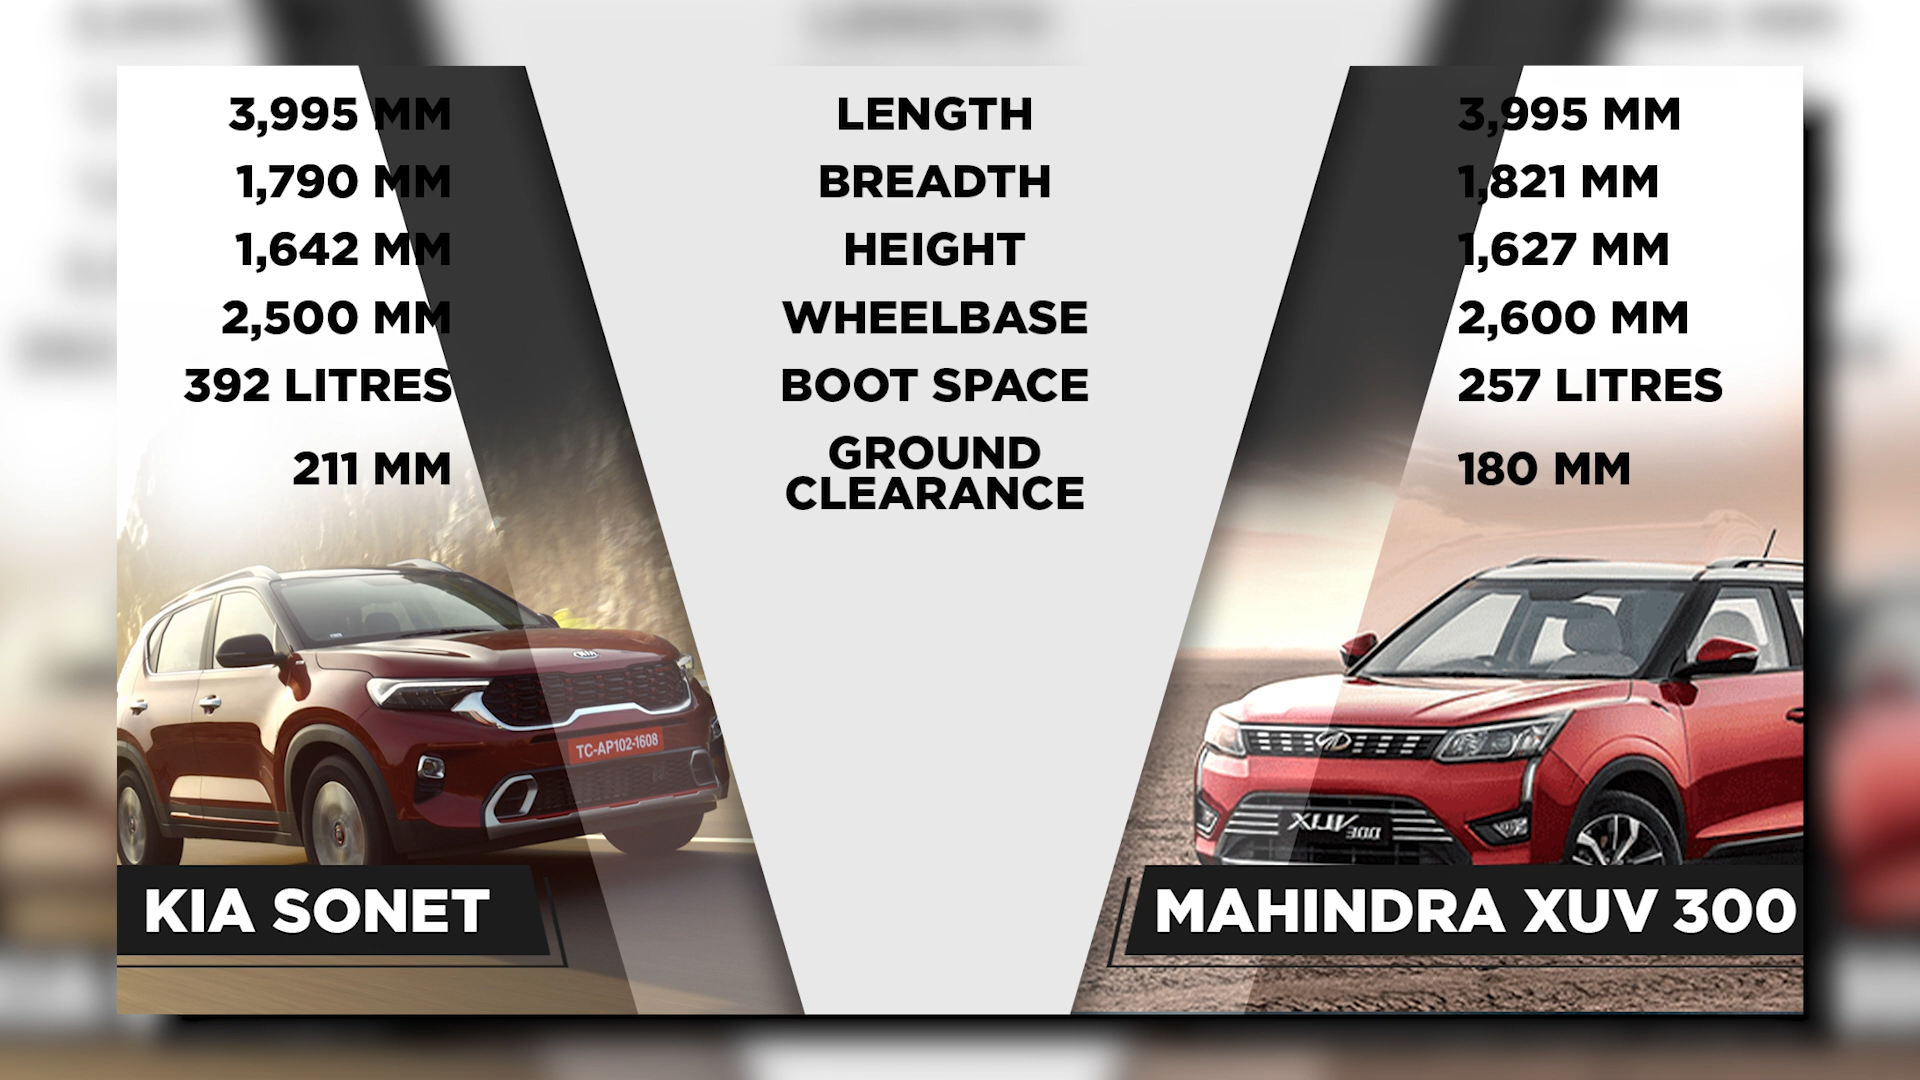 3,995 MM LENGTH 3,995 MM
1,790 MM BREADTH 1,821 MM
1,642 MM HEIGHT 1,627 MM
2,500 MM WHEELBASE 2,600 MM
392 LITRES BOOT SPACE 257 LITRES
211 MM GROUND CLEARANCE 180 MM
KIA
TC-AP102-1608
XUV300
KIA SONET
MAHINDRA XUV 300